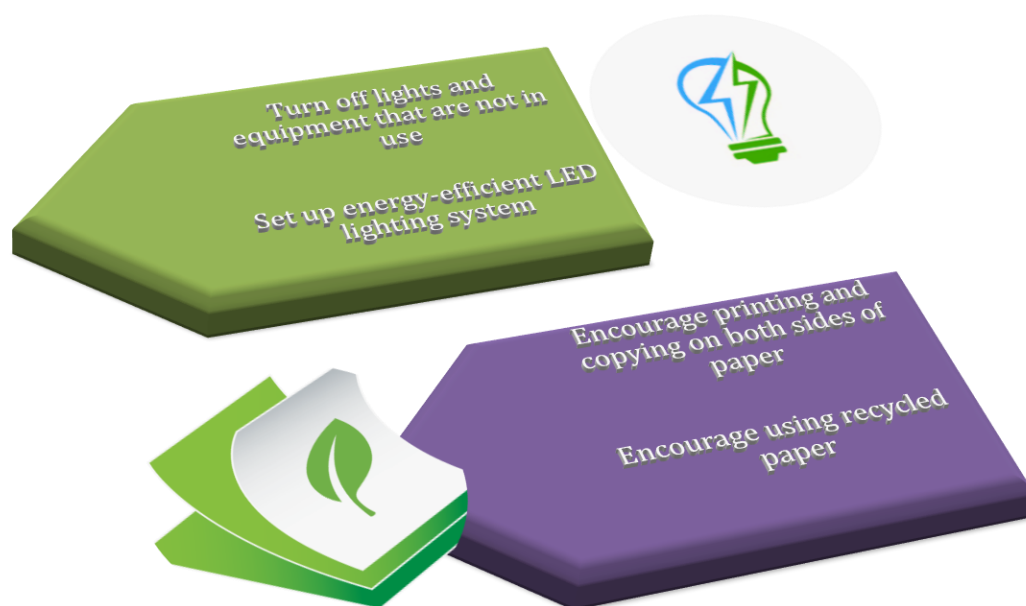 Turn off lights and
equipment that are not in
use
Set up energy-efficient LED
lighting system
Encourage printing and
copying on both sides of
paper
Encourage using recycled
paper